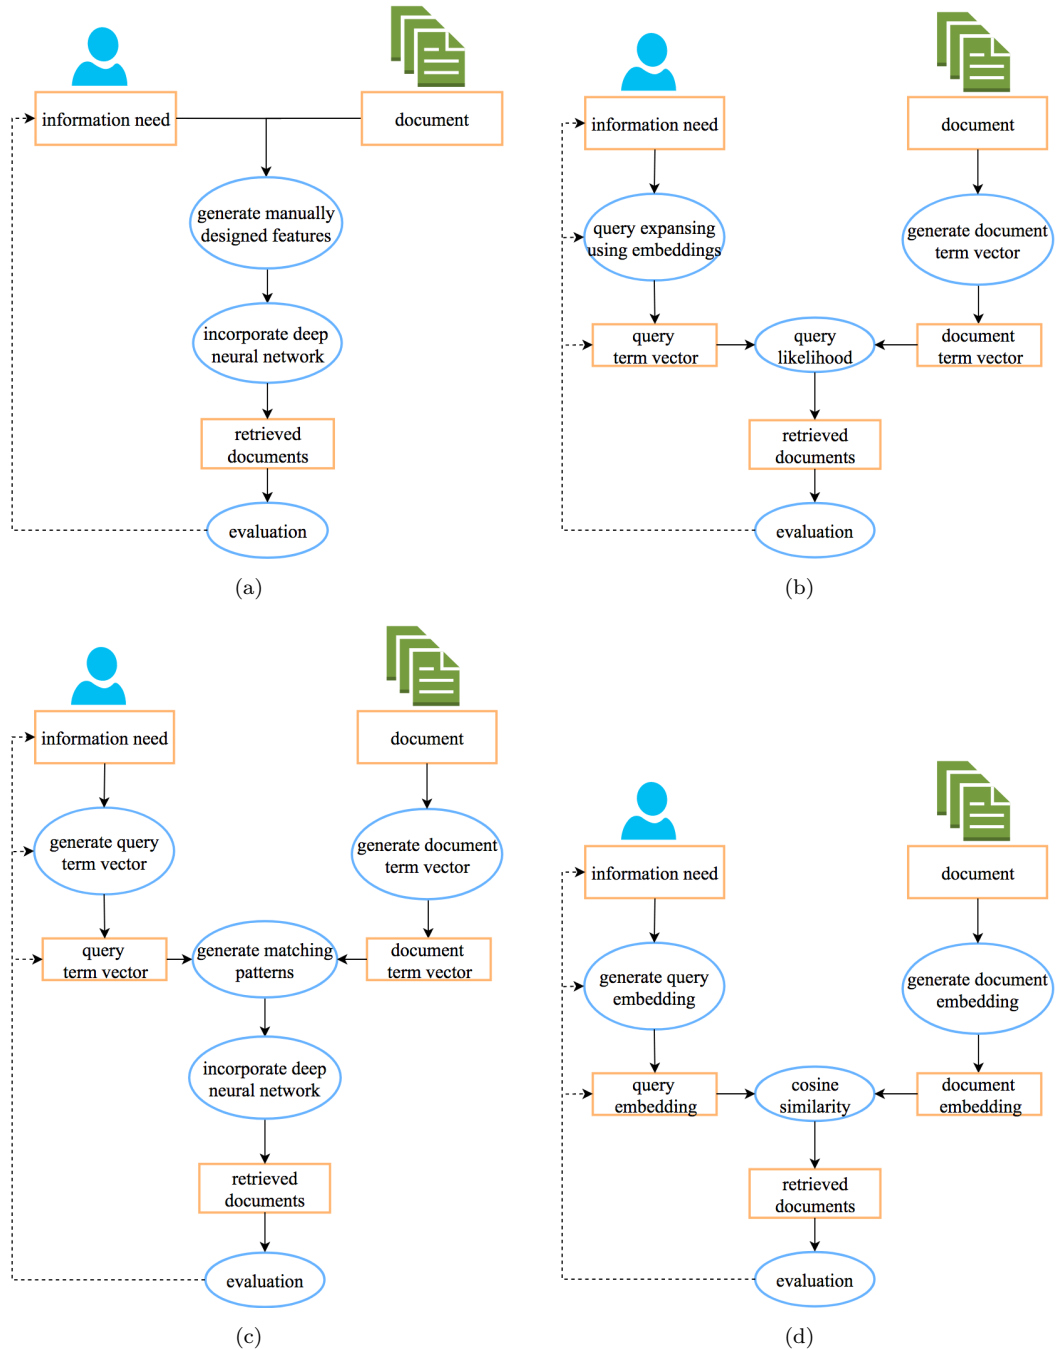 information need
document
generate manually
designed features
incorporate deep
neural network
retrieved
documents
evaluation
(a)
information need
document
query expansing
using embeddings
generate document
term vector
query
term vector
query
likelihood
document
term vector
retrieved
documents
evaluation
(b)
information need
document
generate query
term vector
generate document
term vector
query
term vector
generate matching
patterns
document
term vector
incorporate deep
neural network
retrieved
documents
evaluation
(c)
information need
document
generate query
embedding
generate document
embedding
query
embedding
cosine
similarity
document
embedding
retrieved
documents
evaluation
(d)